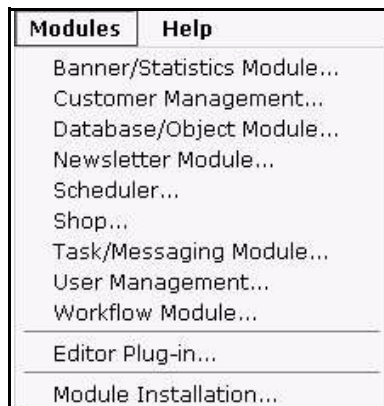 Modules Help
Banner/Statistics Module...
Customer Management...
Database/Object Module...
Newsletter Module...
Scheduler...
Shop...
Task/Messaging Module...
User Management...
Workflow Module...
Editor Plug-in...
Module Installation...